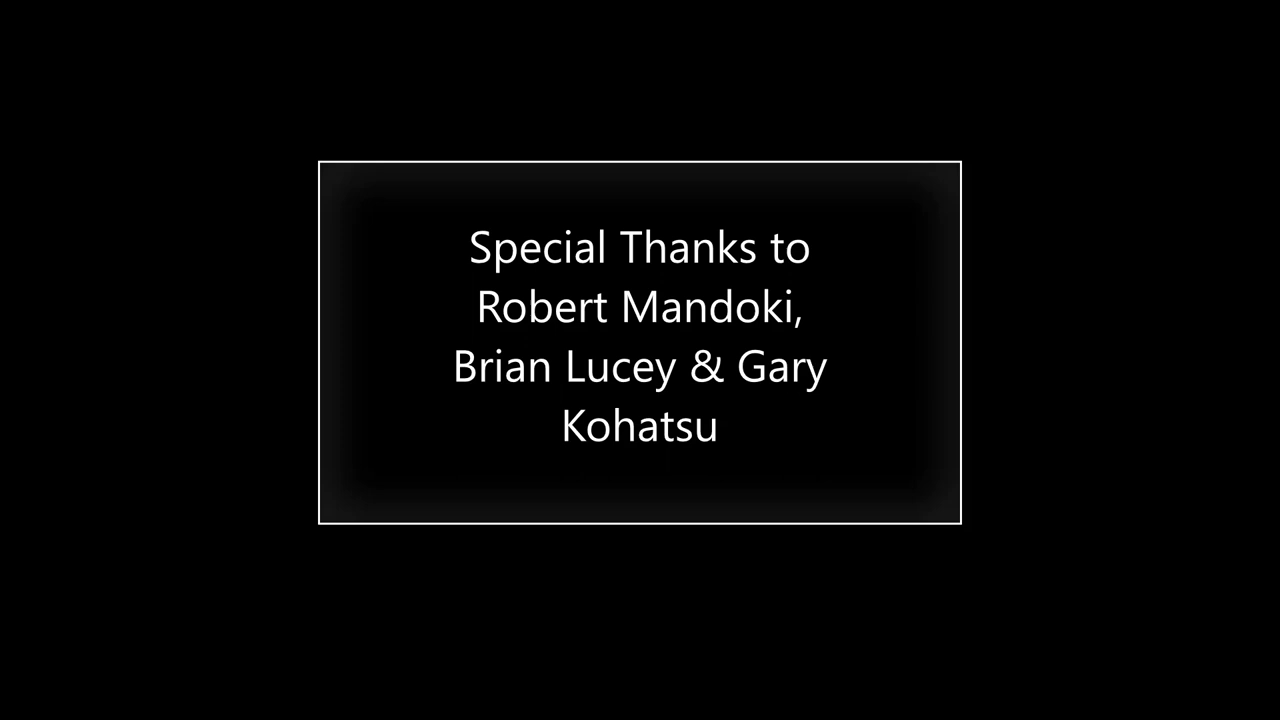 Special Thanks to
Robert Mandoki,
Brian Lucey & Gary
Kohatsu